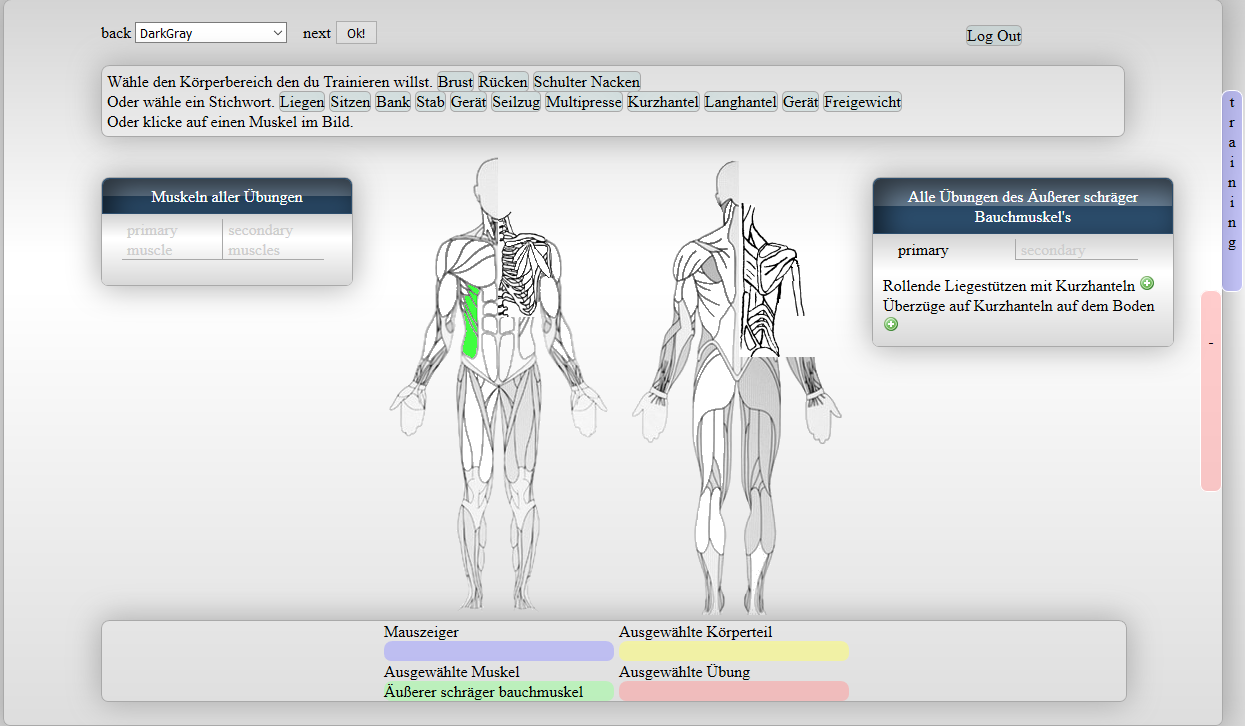 back DarkGray next Ok!
Log Out
Wähle den Körperbereich den du Trainieren willst. Brust Rücken Schulter Nacken
Oder wähle ein Stichwort. Liegen Sitzen Bank Stab Gerät Seilzug Multipresse Kurzhantel Langhantel Gerät Freigewicht
Oder klicke auf einen Muskel im Bild.
Muskeln aller Übungen
primary muscle
secondary muscles
Alle Übungen des Äußerer schräger
Bauchmuskel's
primary secondary
Rollende Liegestützen mit Kurzhanteln
Überzüge auf Kurzhanteln auf dem Boden
training
-
Mauszeiger Ausgewählte Körperteil
Ausgewählte Muskel Ausgewählte Übung
Äußerer schräger bauchmuskel